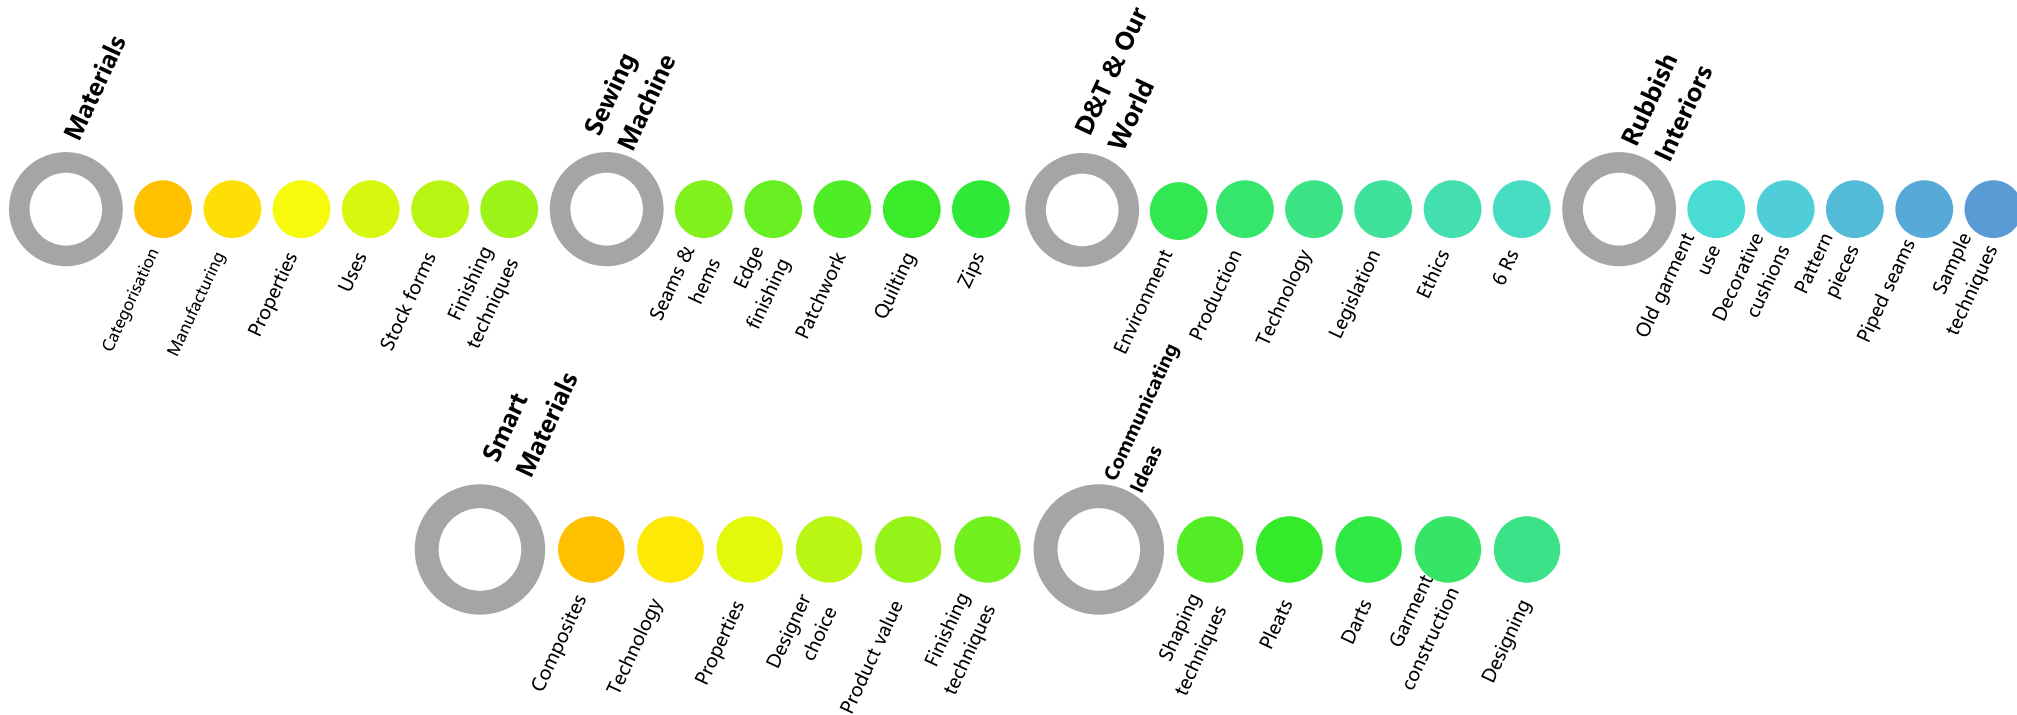 Materials
Categorisation
Manufacturing
Properties
Uses
Stock forms
Finishing
techniques
Sewing
Machine
Seams &
hems
Edge
finishing
Patchwork
Quilting
Zips
D&T & Our
World
Environment
Production
Technology
Legislation
Ethics
6 Rs
Rubbish
Interiors
Old garment
use
Decorative
cushions
Pattern
pieces
Piped seams
Sample
techniques
Smart
Materials
Composites
Technology
Properties
Designer
choice
Product value
Finishing
techniques
Communicating
Ideas
Shaping
techniques
Pleats
Darts
Garment
construction
Designing